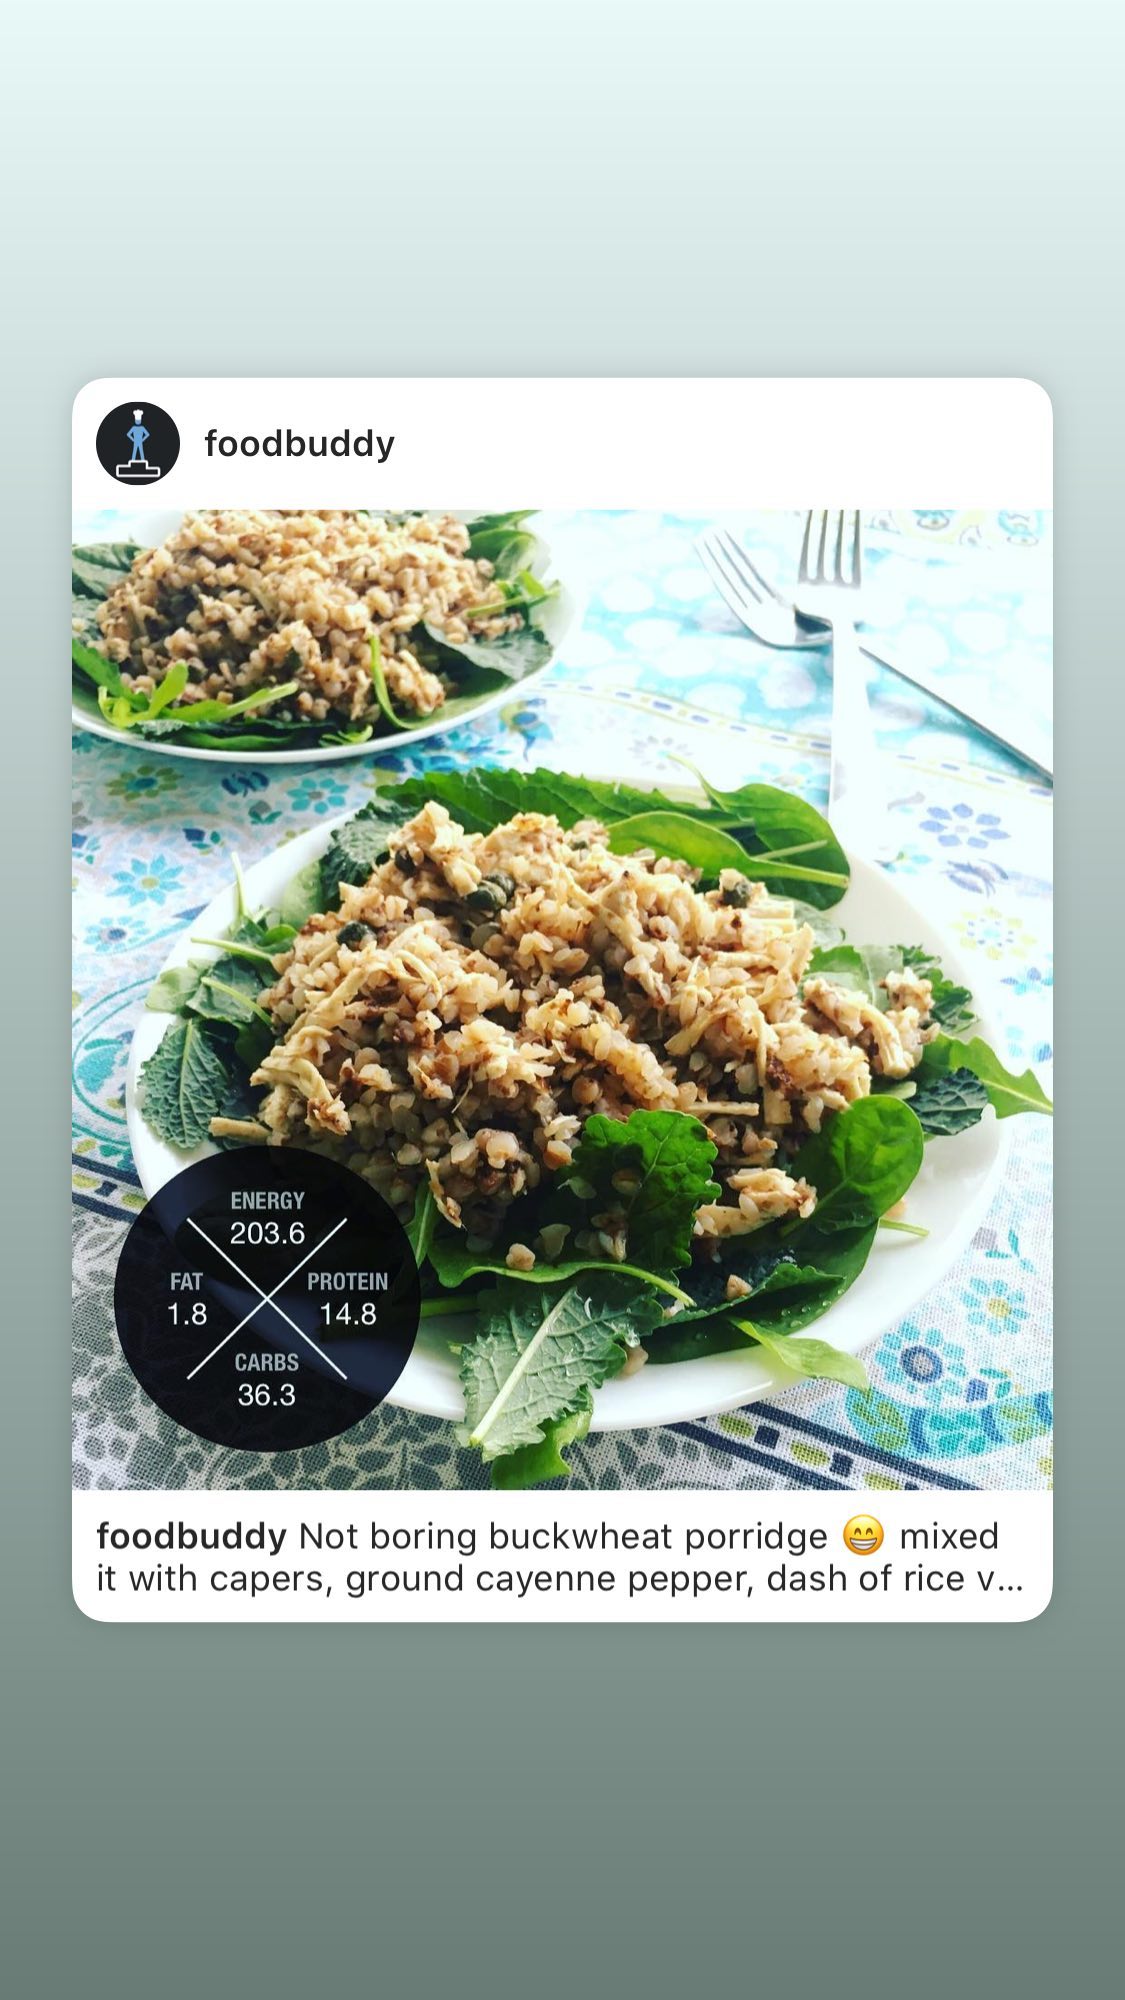 foodbuddy
ENERGY
203.6
FAT
1.8
PROTEIN
14.8
CARBS
36.3
foodbuddy Not boring buckwheat porridge 😁 mixed
it with capers, ground cayenne pepper, dash of rice v...